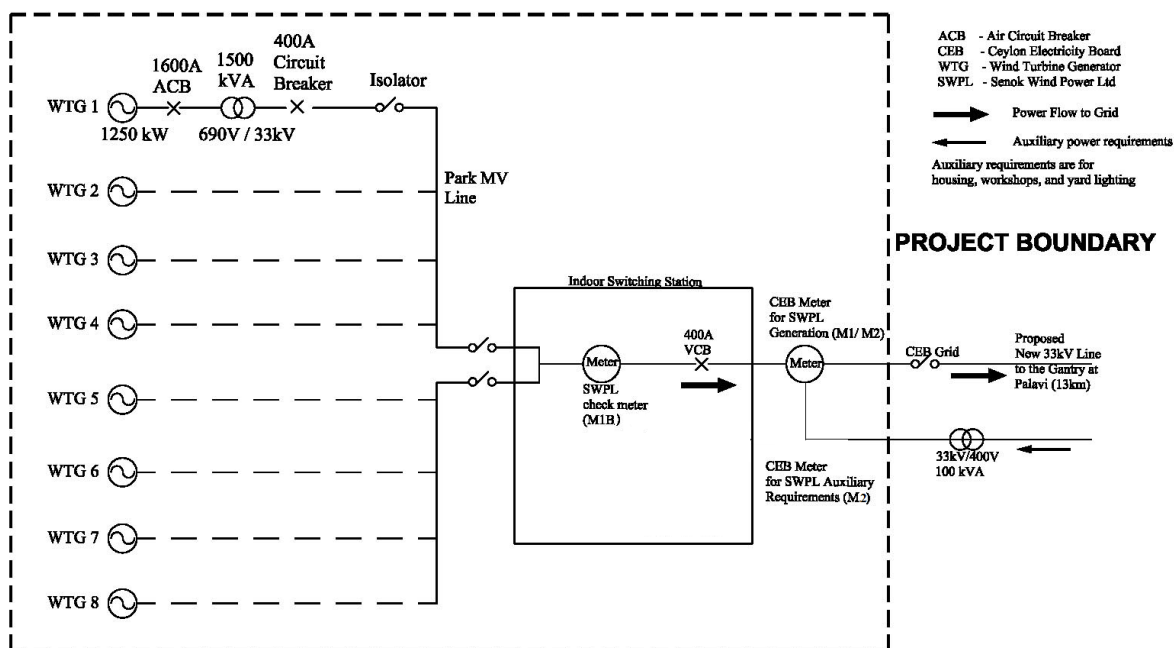 1600A
ACB
1500
kVA
400A
Circuit
Breaker
Isolator
WTG 1
1250 kW
690V / 33kV
WTG 2
WTG 3
WTG 4
WTG 5
WTG 6
WTG 7
WTG 8
Park MV
Line
Indoor Switching Station
Meter
SWPL
check meter
(M1B)
400A
VCB
CEB Meter
for SWPL
Generation (M1/ M2)
Meter
CEB Meter
for SWPL Auxiliary
Requirements (M2)
ACB - Air Circuit Breaker
CEB - Ceylon Electricity Board
WTG - Wind Turbine Generator
SWPL - Senok Wind Power Ltd
Power Flow to Grid
Auxiliary power requirements
Auxiliary requirements are for
housing, workshops, and yard lighting
PROJECT BOUNDARY
CEB Grid
Proposed
New 33kV Line
to the Gantry at
Palavi (13km)
33kV/400V
100 kVA